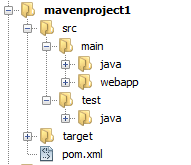 mavenproject1
src
main
java
webapp
test
java
target
pom.xml